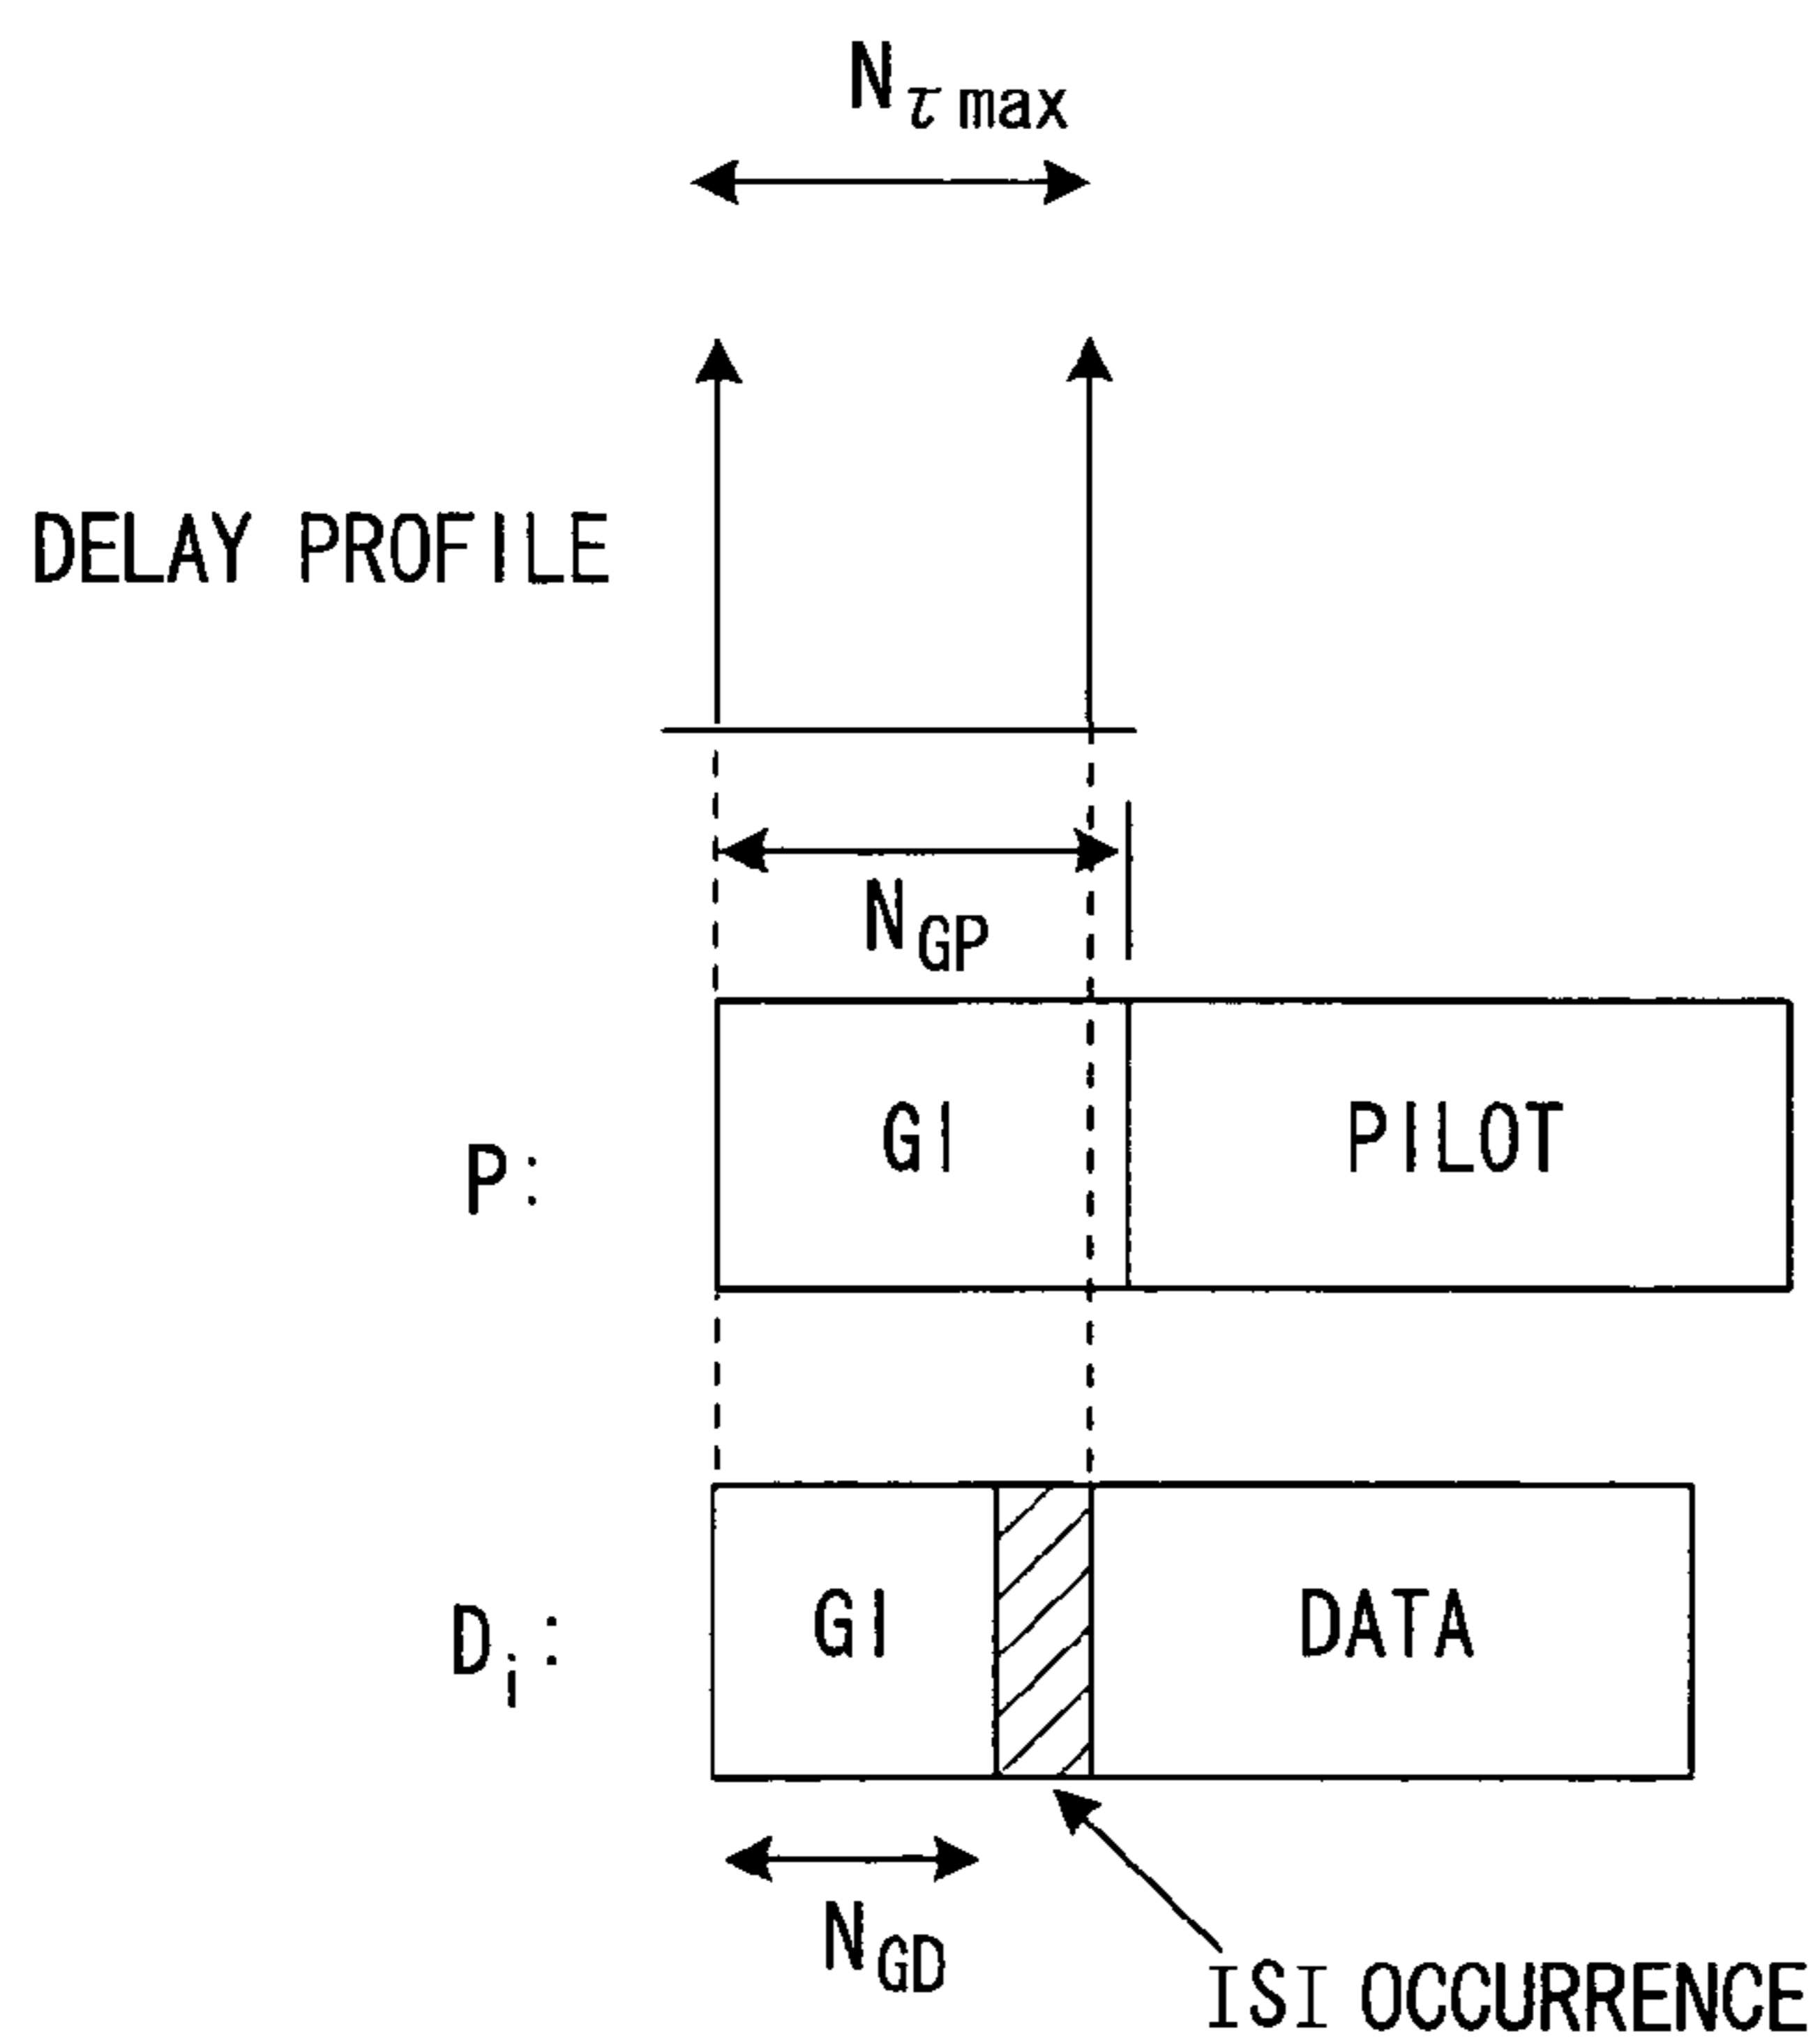 Nτmax
DELAY PROFILE
NGP
P: GI PILOT
Di: GI DATA
NGD
ISI OCCURRENCE